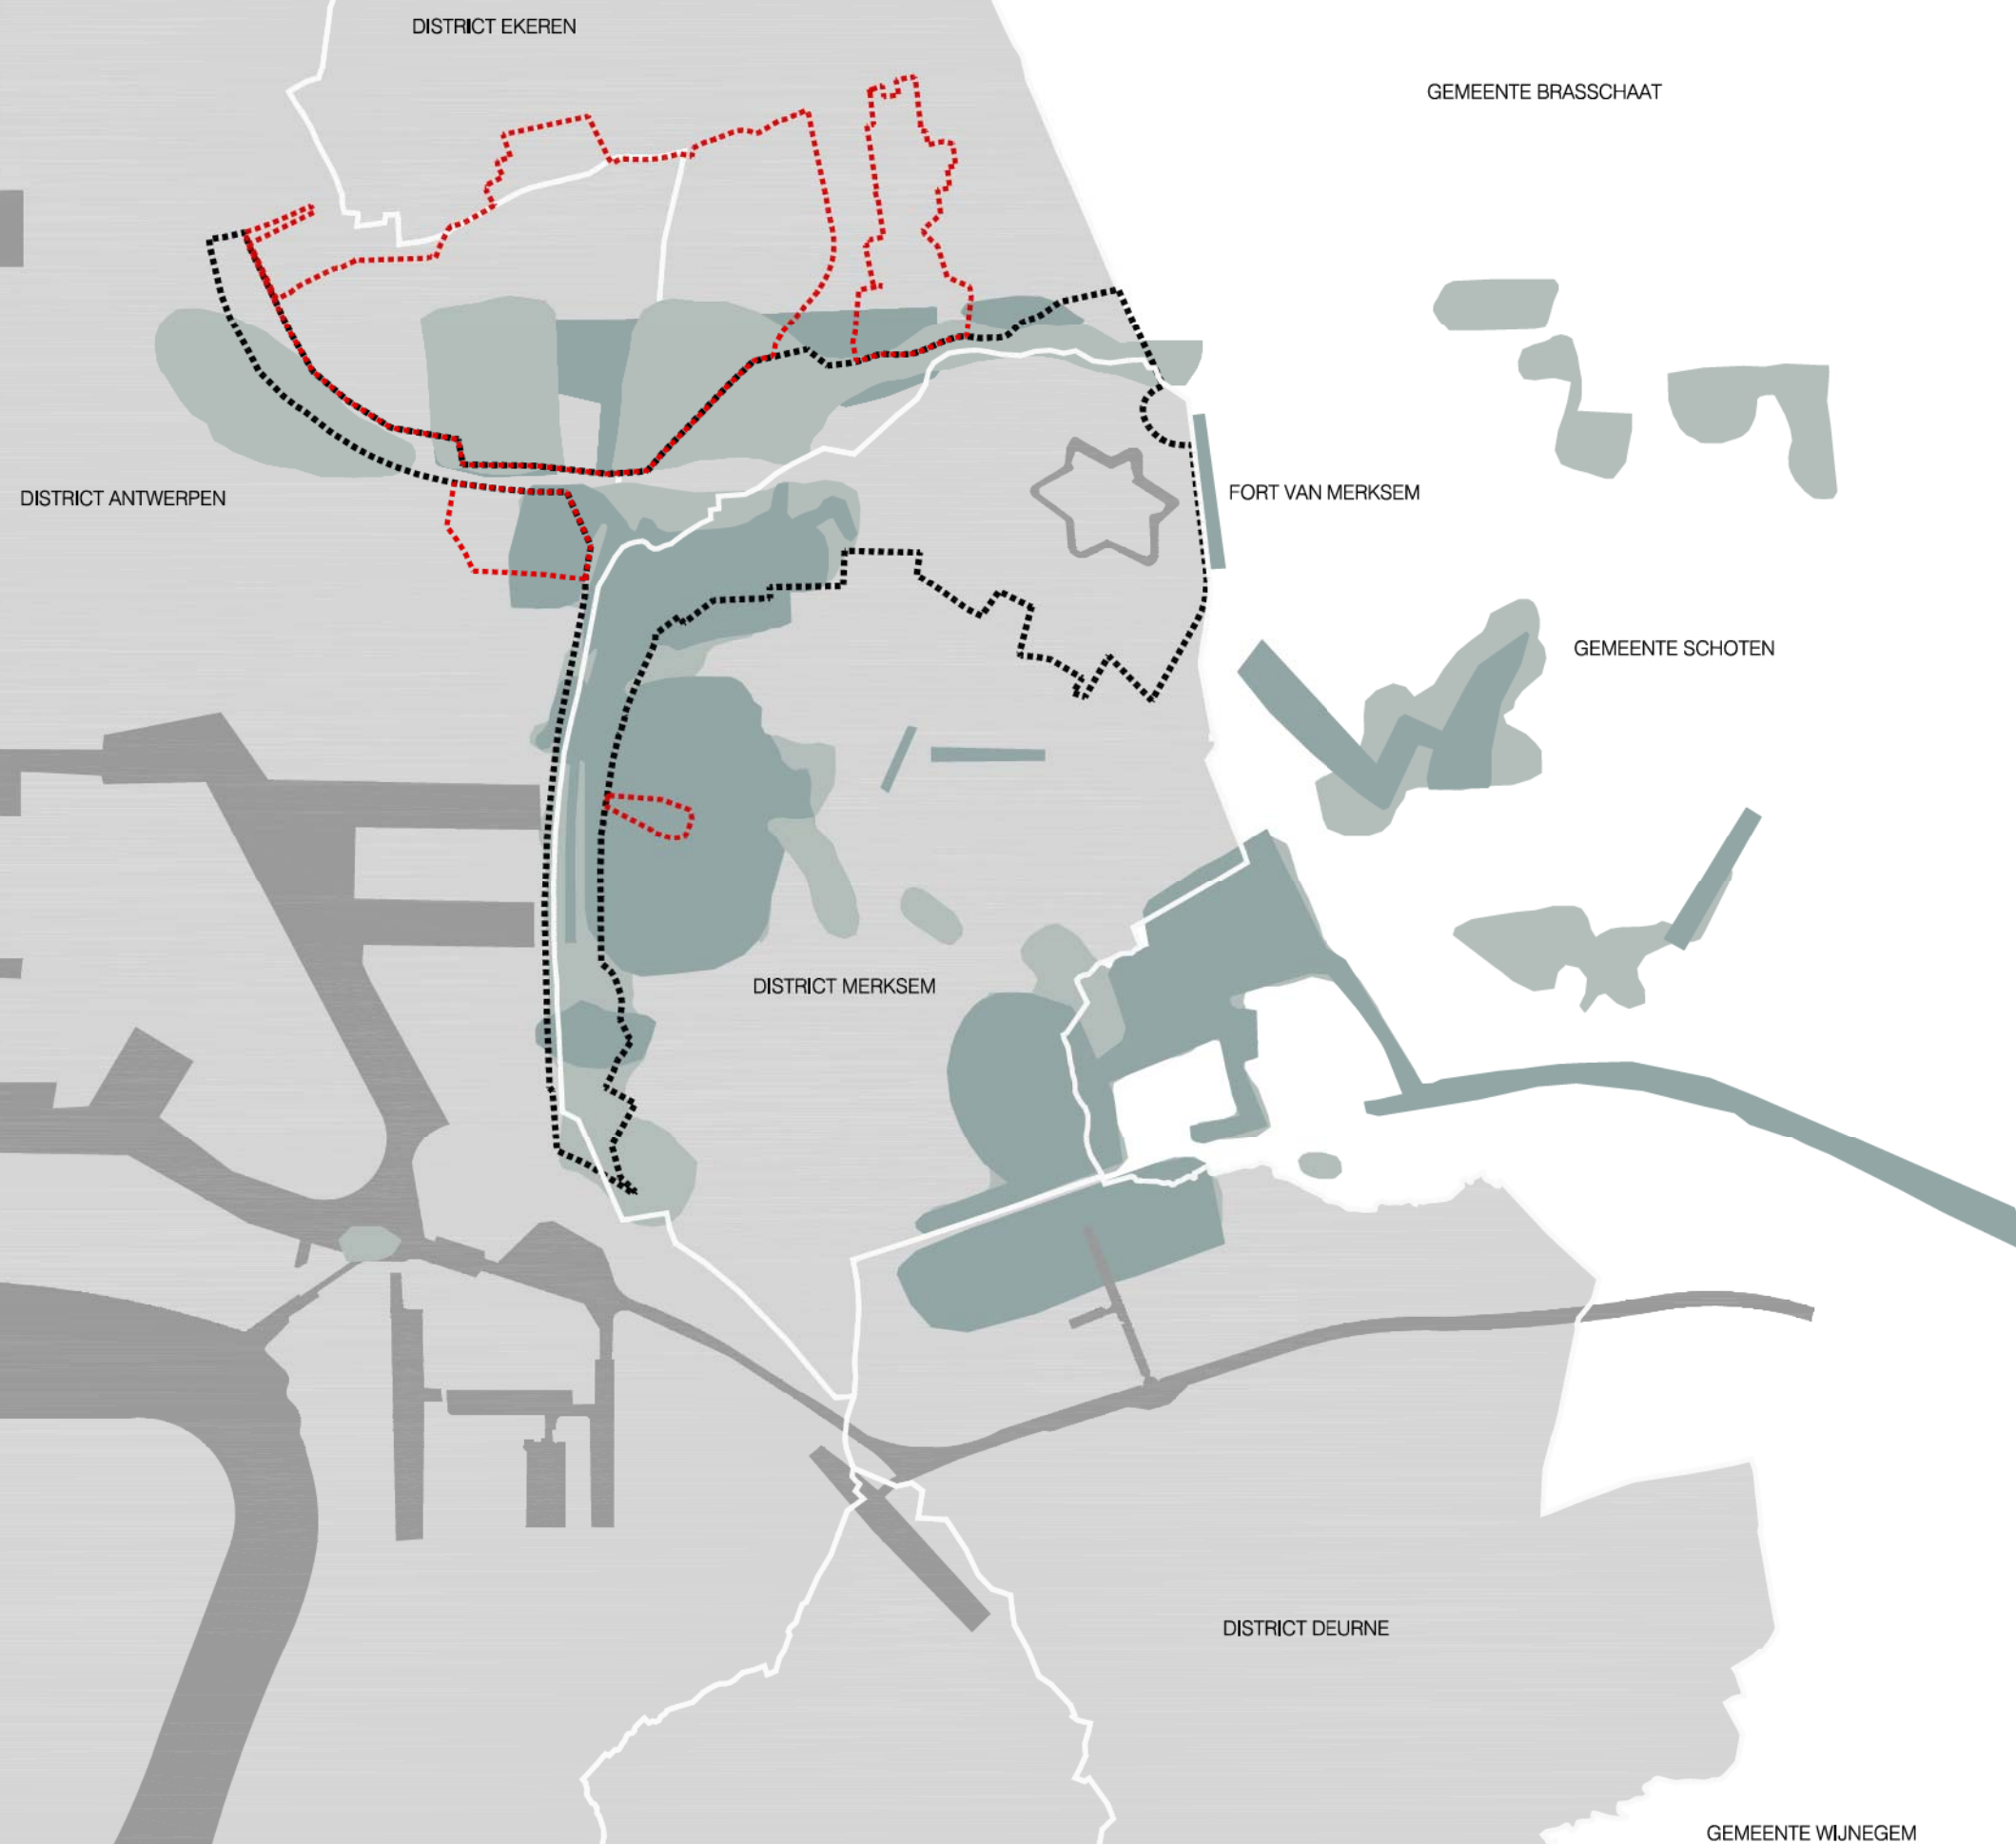 DISTRICT EKEREN
GEMEENTE BRASSCHAAT
DISTRICT ANTWERPEN
FORT VAN MERKSEM
GEMEENTE SCHOTEN
DISTRICT MERKSEM
DISTRICT DEURNE
GEMEENTE WIJNEGEM